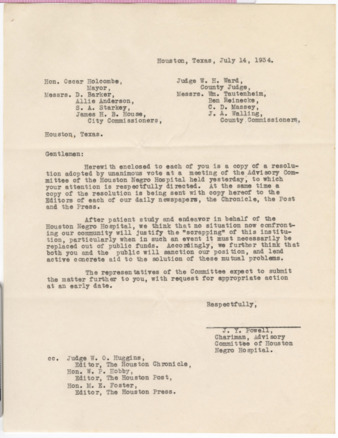 Houston, Texas, July 14, 1934.
Hon. Oscar Holcombe,
Mayor,
Messrs. D. Barker,
Allie Anderson,
S. A. Starkey,
James H. B. House,
City Commissioners,
Judge W. H. Ward,
County Judge,
Messrs. Wm. Tautenheim,
Ben Reinecke,
C. D. Massey,
J. A. Walling,
County Commissioners,
Houston, Texas.
Gentlemen:
Herewith enclosed to each of you is a copy of a resolu-
tion adopted by unanimous vote at a meeting of the Advisory Com-
mittee of the Houston Negro Hospital held yesterday, to which
your attention is respectfully directed. At the same time a
copy of the resolution is being sent with copy hereof to the
Editors of each of our daily newspapers, the Chronicle, the Post
and the Press.
After patient study and endeavor in behalf of the
Houston Negro Hospital, we think that no situation now confront-
ing our community will justify the "scrapping" of this institu-
tion, particularly when in such an event it must necessarily be
replaced out of public funds. Accordingly, we further think that
both you and the public will sanction our position, and lend
active concrete aid to the solution of these mutual problems.
The representatives of the Committee expect to submit
the matter further to you, with request for appropriate action
at an early date.
Respectfully,
J. T. Powell,
Chariman, Advisory
Committee of Houston
Negro Hospital.
cc. Judge W. O. Huggins,
Editor, The Houston Chronicle,
Hon. W. P. Hobby,
Editor, The Houston Post,
Hon. M. E. Foster,
Editor, The Houston Press.